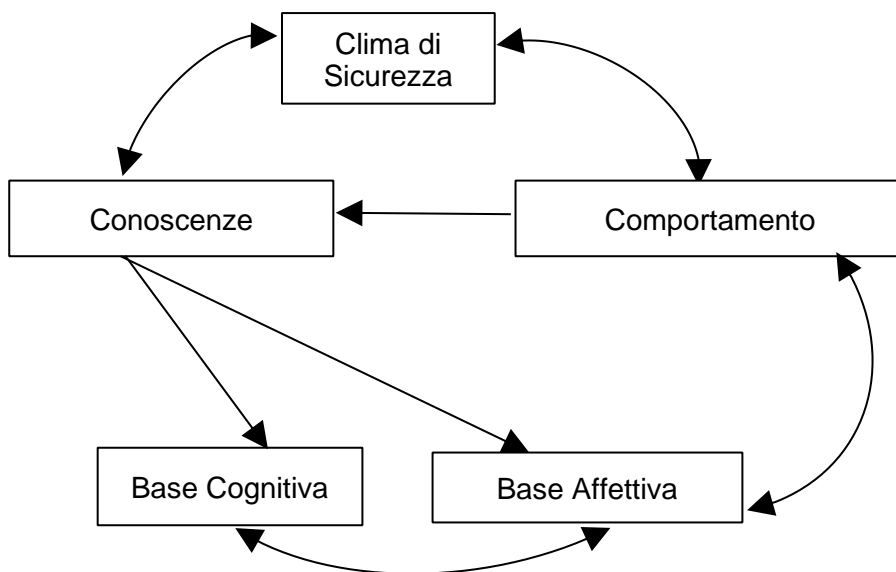 Clima di
Sicurezza
Conoscenze
Comportamento
Base Cognitiva
Base Affettiva